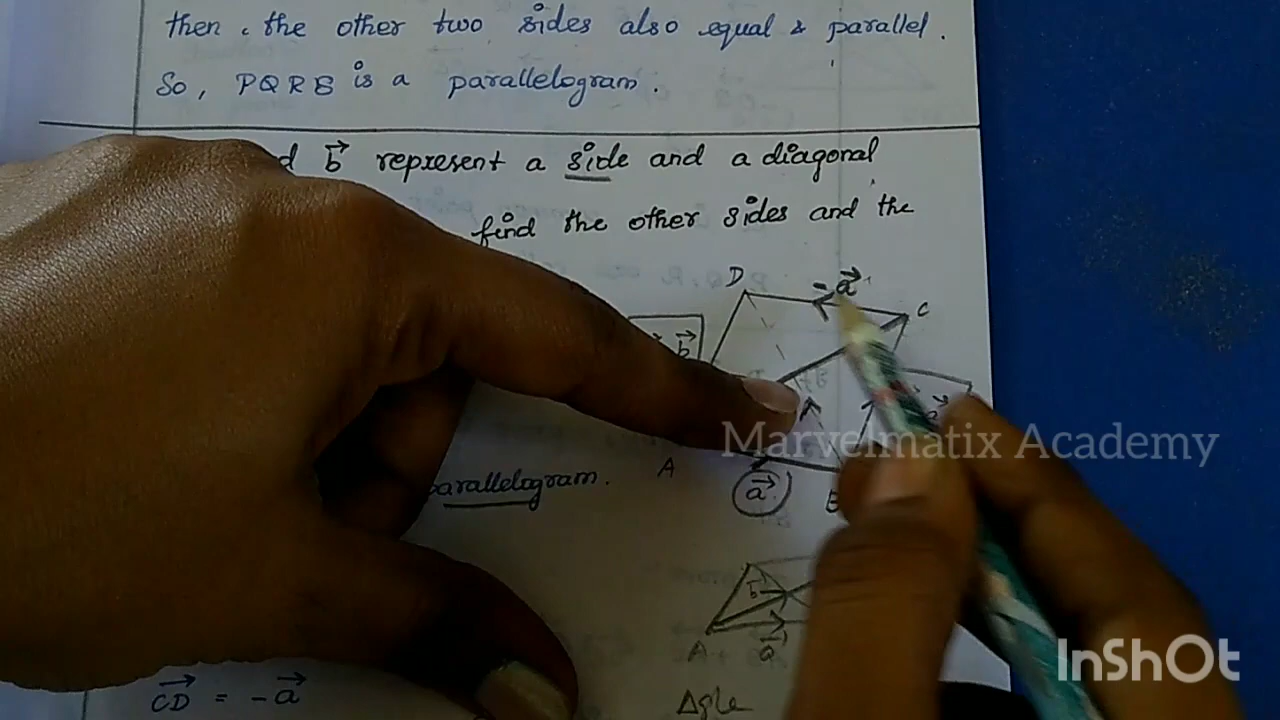 then, the other two sides also equal & parallel.
So, PQRS is a parallelogram.
b represent a side and a diagonal
find the other sides and the
D
-a
C
b
a
Marvelmatix Academy
A
a
B
parallelogram.
b
A
a
InShOt
CD = -a
Δgle